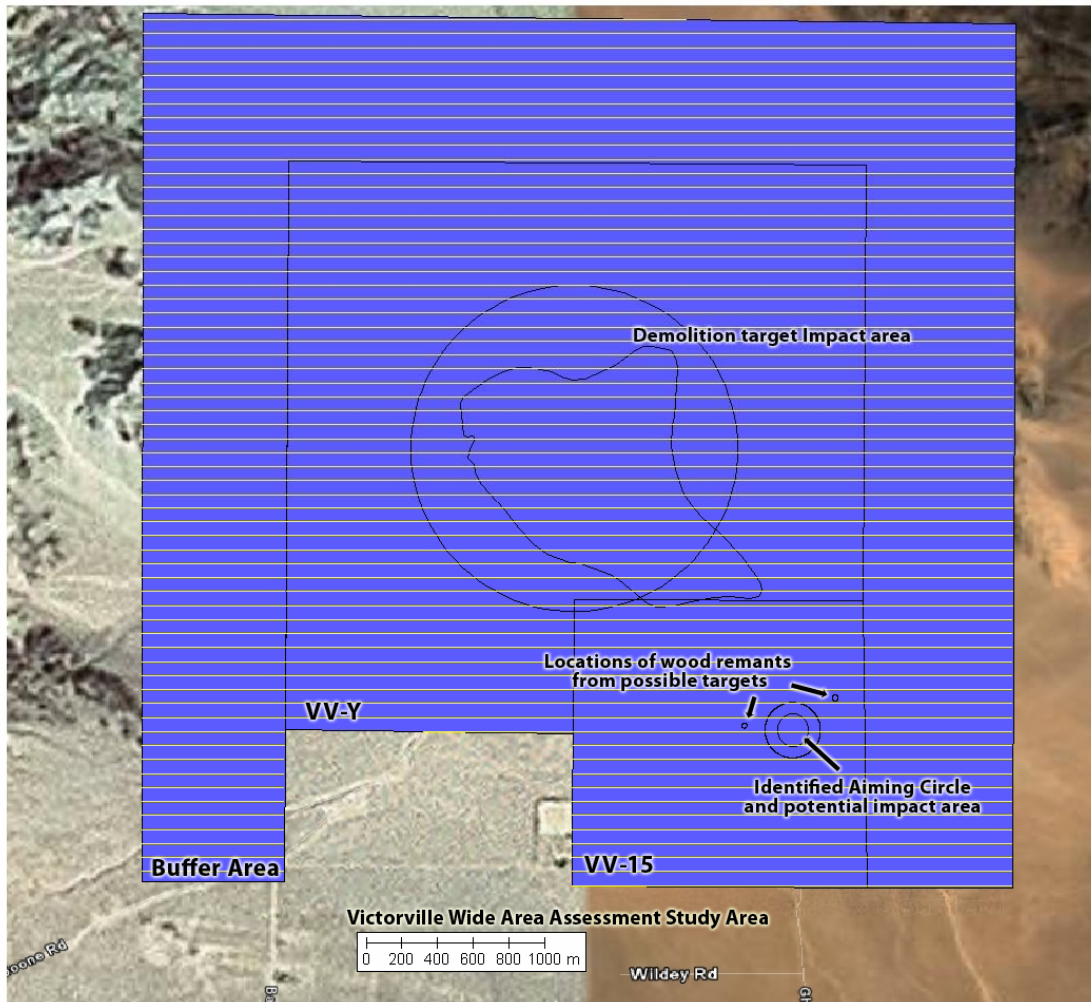 Demolition target Impact area
Locations of wood remants
from possible targets
VV-Y
Identified Aiming Circle
and potential impact area
Buffer Area
VV-15
Victorville Wide Area Assessment Study Area
0 200 400 600 800 1000 m
Rd
Wildey Rd